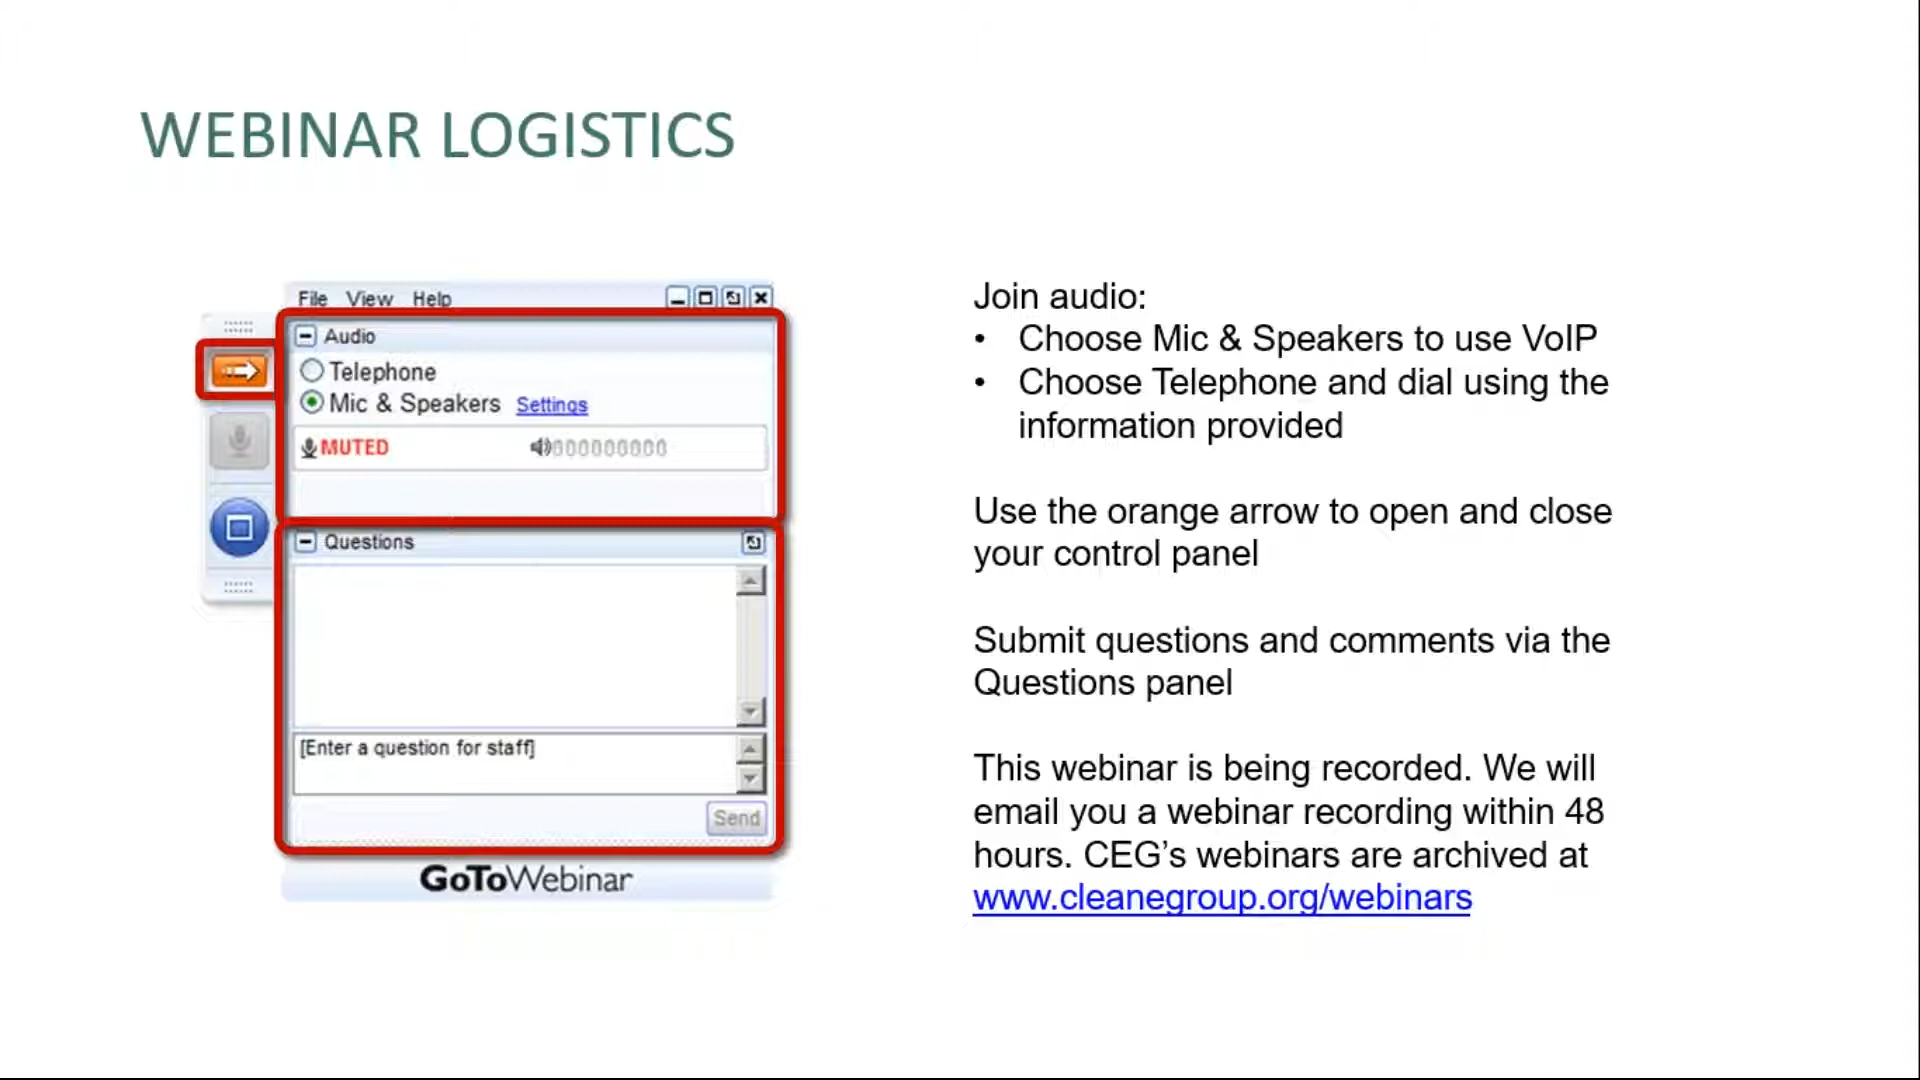 WEBINAR LOGISTICS
File View Help
Audio
Telephone
Mic & Speakers Settings
MUTED
Questions
[Enter a question for staff]
Send
GoToWebinar
Join audio:
• Choose Mic & Speakers to use VoIP
• Choose Telephone and dial using the
information provided
Use the orange arrow to open and close
your control panel
Submit questions and comments via the
Questions panel
This webinar is being recorded. We will
email you a webinar recording within 48
hours. CEG’s webinars are archived at
www.cleanegroup.org/webinars